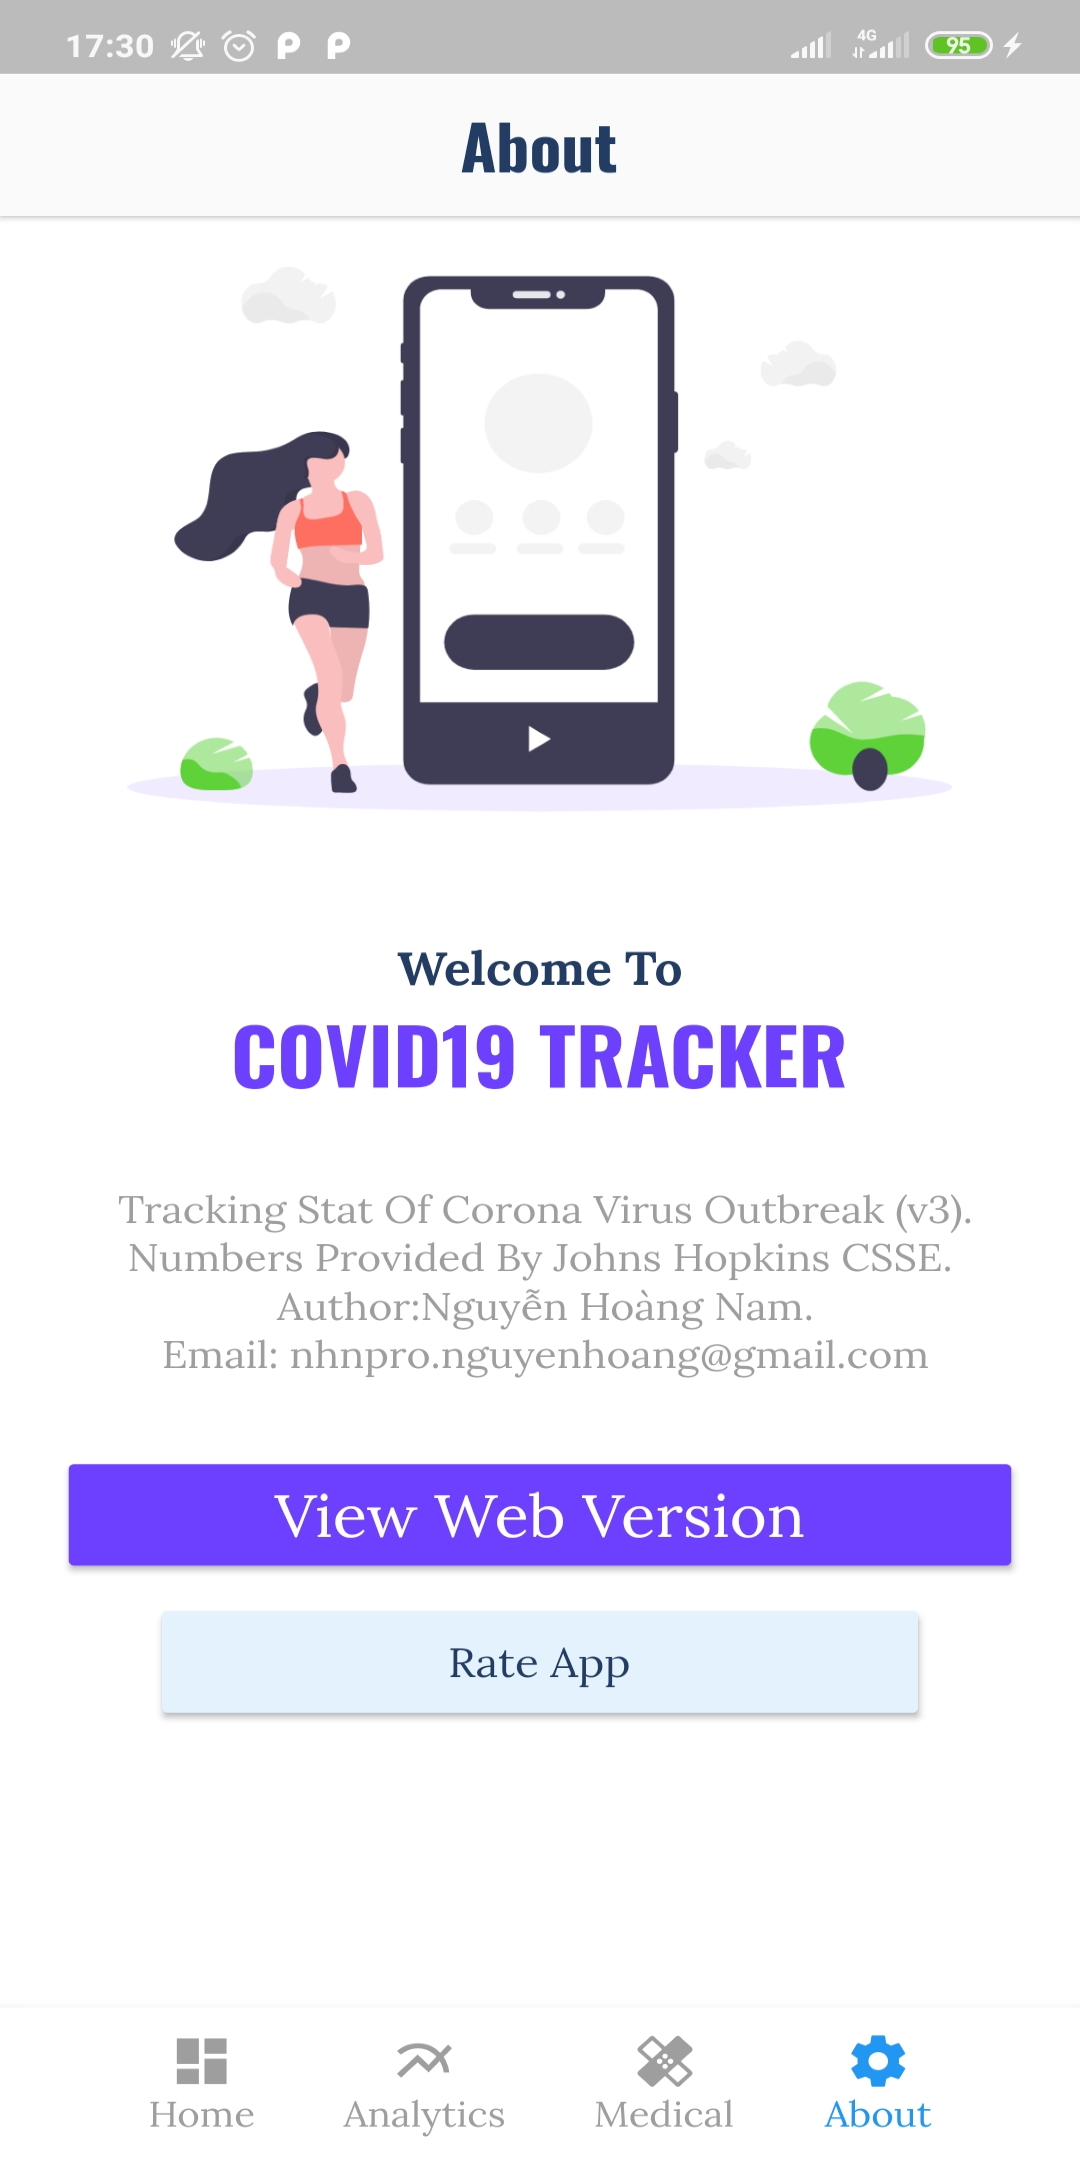 17:30
4G
95
About
Welcome To
COVID19 TRACKER
Tracking Stat Of Corona Virus Outbreak (v3).
Numbers Provided By Johns Hopkins CSSE.
Author:Nguyễn Hoàng Nam.
Email: nhnpro.nguyenhoang@gmail.com
View Web Version
Rate App
Home Analytics Medical About